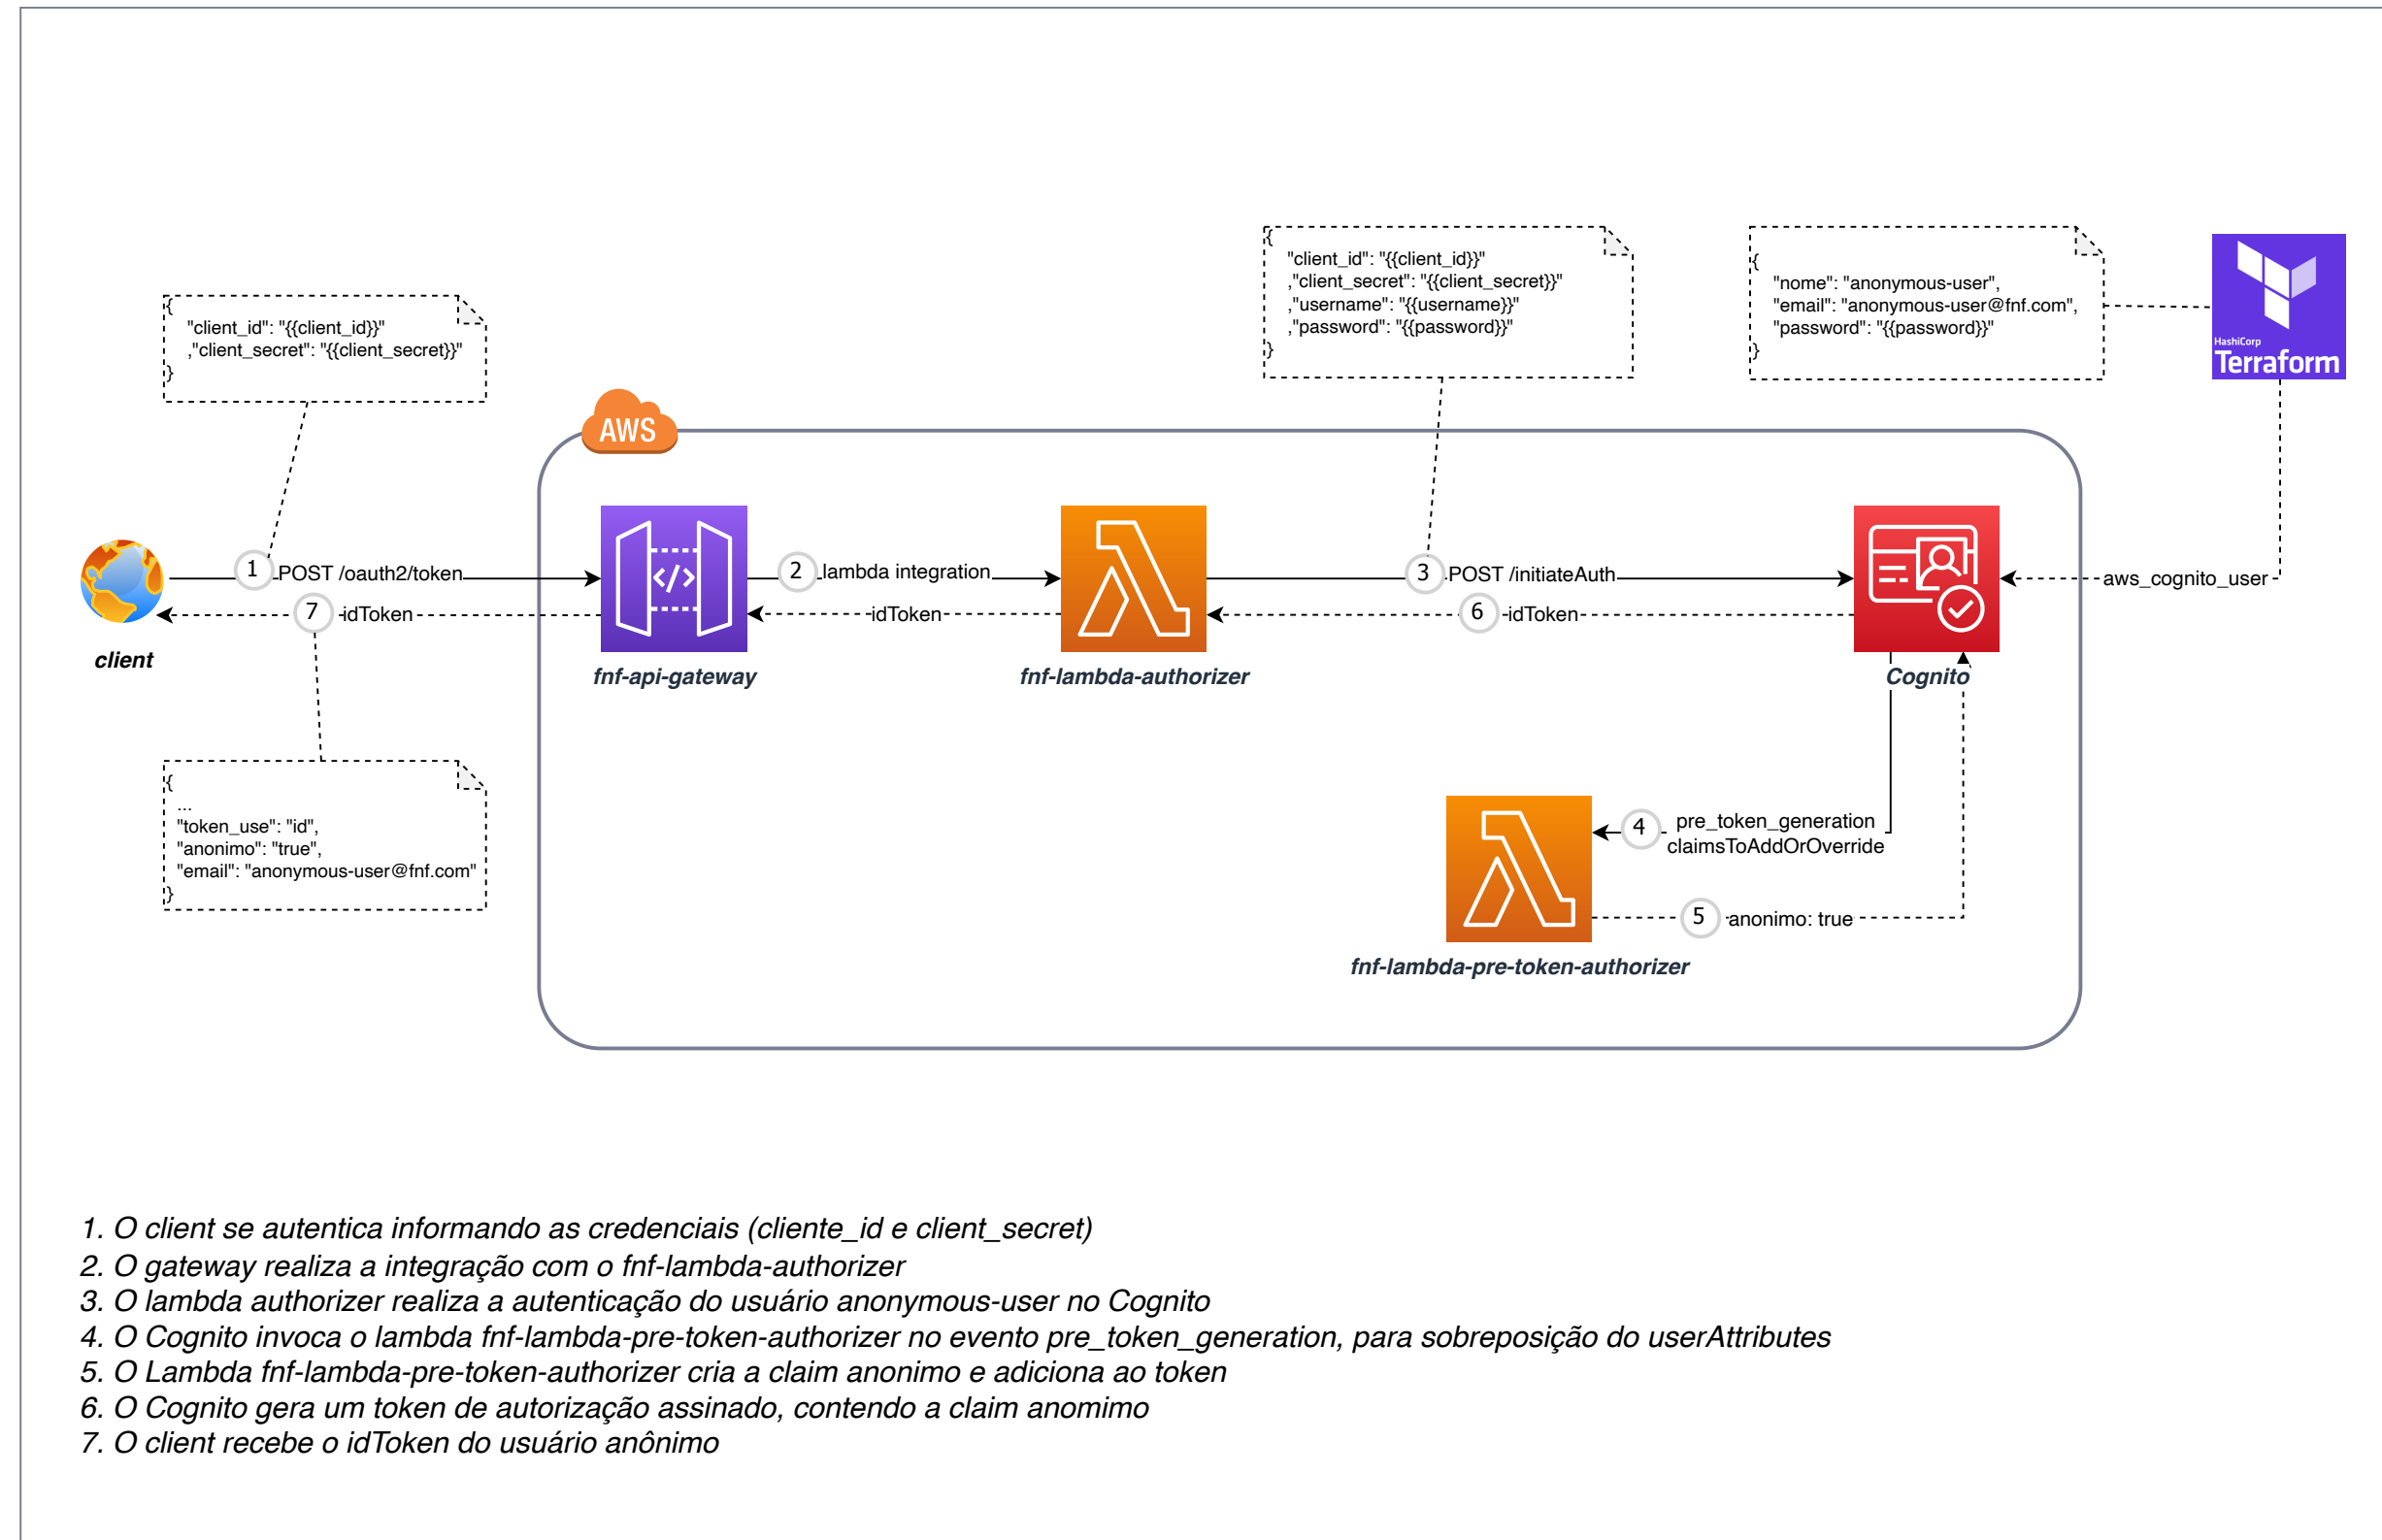 {
"client_id": "{{client_id}}"
,"client_secret": "{{client_secret}}"
,"username": "{{username}}"
,"password": "{{password}}"
}
{
"nome": "anonymous-user",
"email": "anonymous-user@fnf.com",
"password": "{{password}}"
}
HashiCorp
Terraform
{
"client_id": "{{client_id}}"
,"client_secret": "{{client_secret}}"
}
AWS
1 POST /oauth2/token
2 lambda integration
3 POST /initiateAuth
aws_cognito_user
7 idToken
idToken
6 idToken
client
fnf-api-gateway
fnf-lambda-authorizer
Cognito
{
...
"token_use": "id",
"anonimo": "true",
"email": "anonymous-user@fnf.com"
}
4 pre_token_generation
claimsToAddOrOverride
5 anonimo: true
fnf-lambda-pre-token-authorizer
1. O client se autentica informando as credenciais (cliente_id e client_secret)
2. O gateway realiza a integração com o fnf-lambda-authorizer
3. O lambda authorizer realiza a autenticação do usuário anonymous-user no Cognito
4. O Cognito invoca o lambda fnf-lambda-pre-token-authorizer no evento pre_token_generation, para sobreposição do userAttributes
5. O Lambda fnf-lambda-pre-token-authorizer cria a claim anonimo e adiciona ao token
6. O Cognito gera um token de autorização assinado, contendo a claim anomimo
7. O client recebe o idToken do usuário anônimo